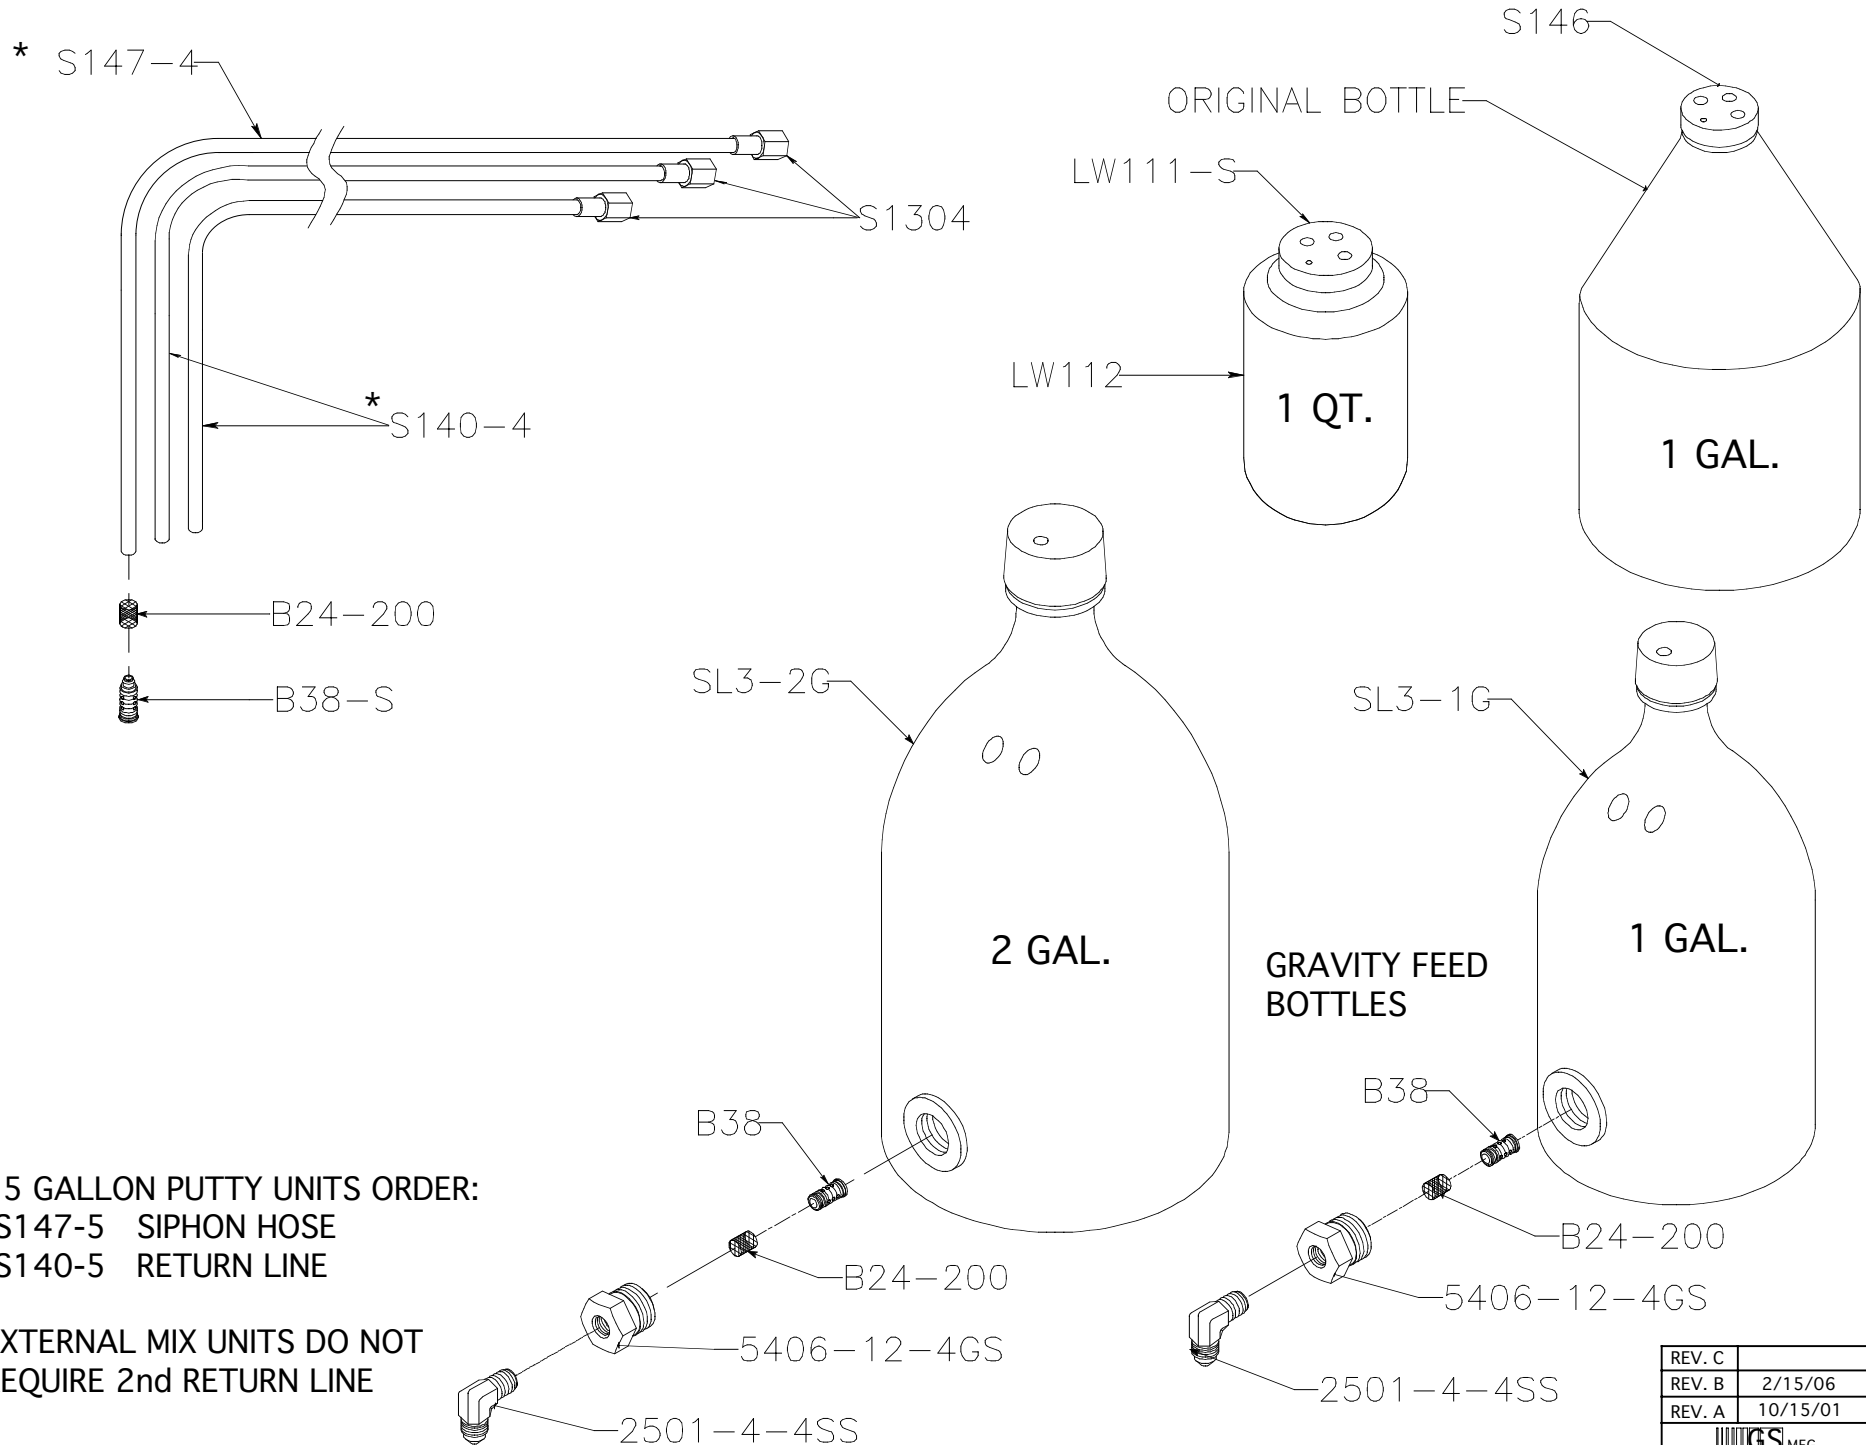 S146
* S147-4
ORIGINAL BOTTLE
LW111-S
S1304
LW112
1 QT.
*
S140-4
1 GAL.
B24-200
B38-S
SL3-2G
SL3-1G
2 GAL.
1 GAL.
GRAVITY FEED
BOTTLES
B38
B38
5 GALLON PUTTY UNITS ORDER:
S147-5 SIPHON HOSE
S140-5 RETURN LINE
B24-200
B24-200
5406-12-4GS
5406-12-4GS
XTERNAL MIX UNITS DO NOT
EQUIRE 2nd RETURN LINE
2501-4-4SS
2501-4-4SS
REV. C
REV. B 2/15/06
REV. A 10/15/01
GS MFG